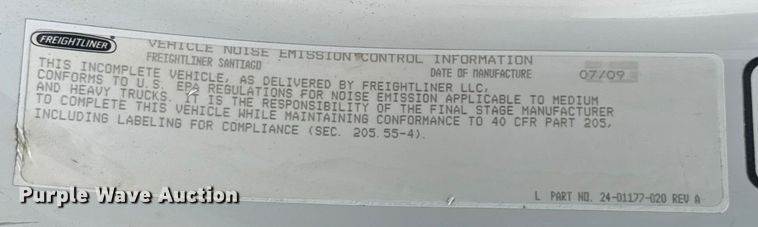 FREIGHTLINER
VEHICLE NOISE EMISSION CONTROL INFORMATION
FREIGHTLINER SANTIAGO
DATE OF MANUFACTURE 07/09
THIS INCOMPLETE VEHICLE, AS DELIVERED BY FREIGHTLINER LLC,
CONFORMS TO U.S. EPA REGULATIONS FOR NOISE EMISSION APPLICABLE TO MEDIUM
AND HEAVY TRUCKS. IT IS THE RESPONSIBILITY OF THE FINAL STAGE MANUFACTURER
TO COMPLETE THIS VEHICLE WHILE MAINTAINING CONFORMANCE TO 40 CFR PART 205,
INCLUDING LABELING FOR COMPLIANCE (SEC. 205.55-4).
L PART NO. 24-01177-020 REV A
Purple Wave Auction